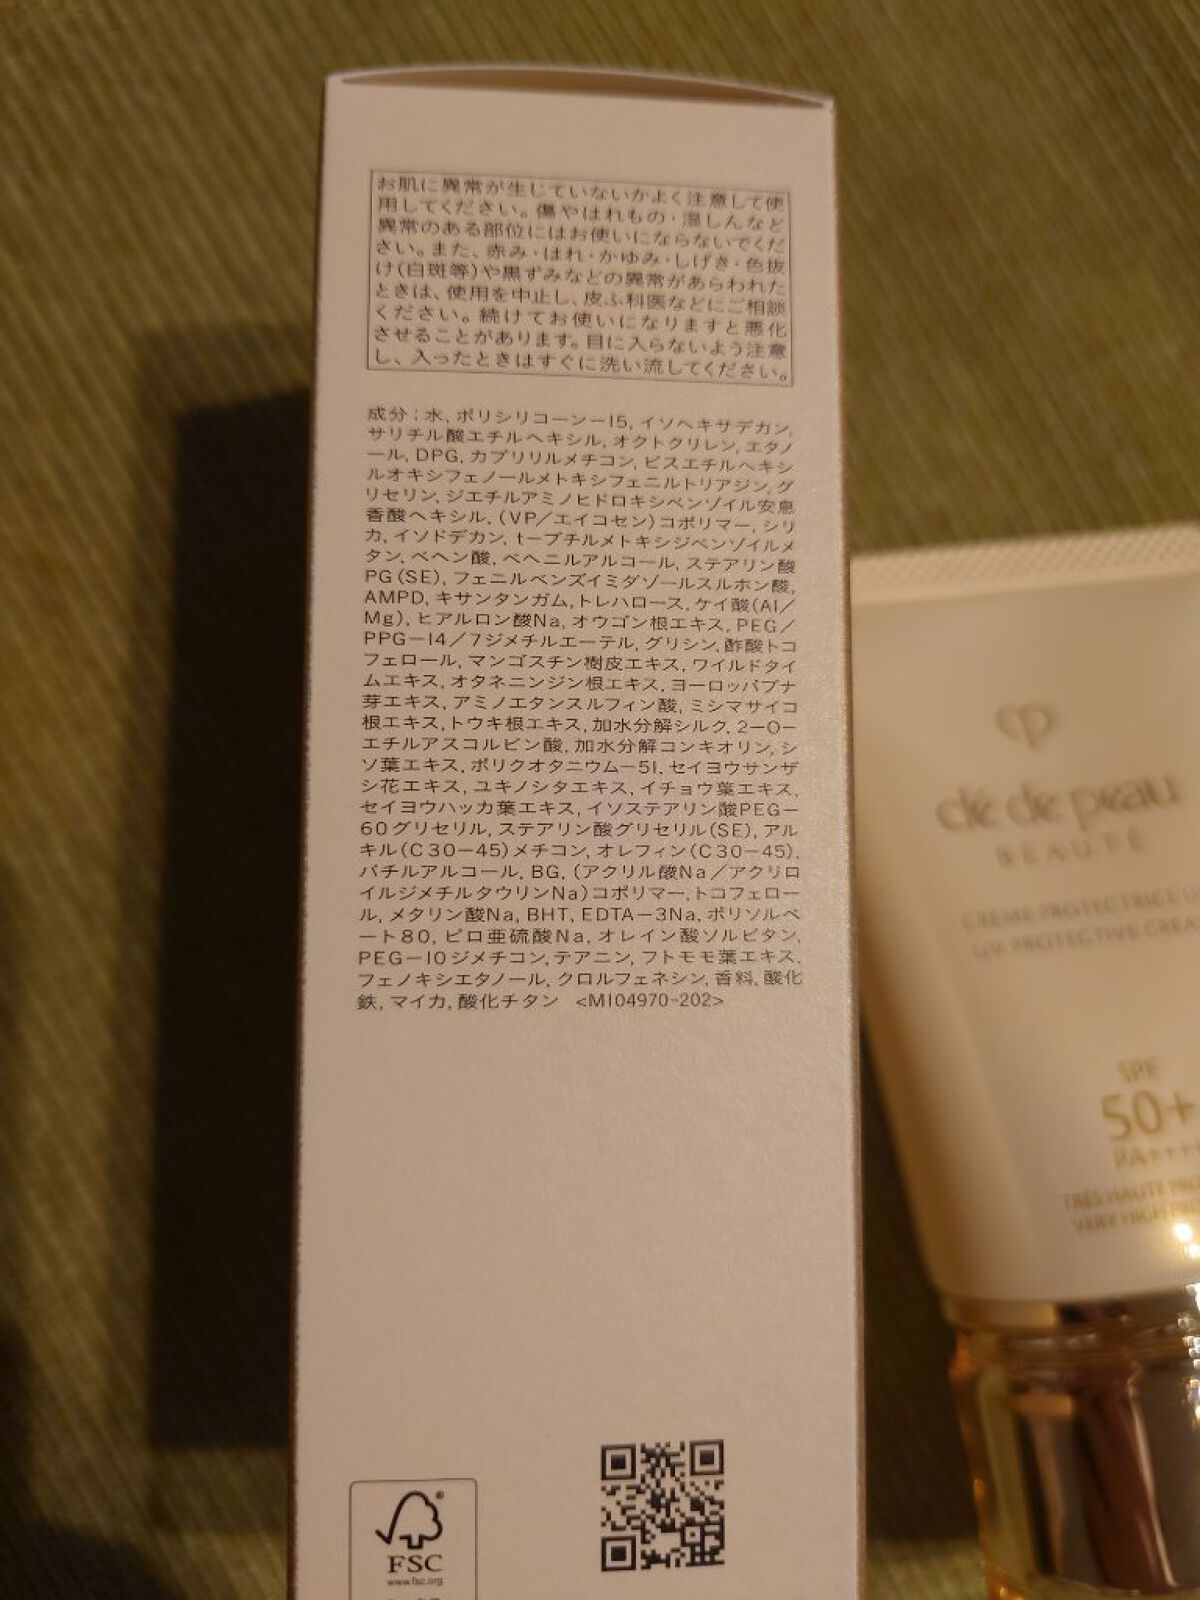 お肌に異常が生じていないかよく注意して使
用してください。傷やはれもの・湿しんなど
異常のある部位にはお使いにならないでくだ
さい。また、赤み・はれ・かゆみ・しげき・色抜
け(白斑等)や黒ずみなどの異常があらわれた
ときは、使用を中止し、皮ふ科医などにご相談
ください。続けてお使いになりますと悪化
させることがあります。目に入らないよう注意
し、入ったときはすぐに洗い流してください。
成分:水, ポリシリコーン-15, イソヘキサデカン,
サリチル酸エチルヘキシル, オクトクリレン, エタノ
ール, DPG, カプリリルメチコン, ビスエチルヘキシ
ルオキシフェノールメトキシフェニルトリアジン, グ
リセリン, ジエチルアミノヒドロキシベンゾイル安息
香酸ヘキシル, (VP/エイコセン)コポリマー, シリ
カ, イソドデカン, t-ブチルメトキシジベンゾイルメ
タン, ベヘン酸, ベヘニルアルコール, ステアリン酸
PG(SE), フェニルベンズイミダゾールスルホン酸,
AMPD, キサンタンガム, トレハロース, ケイ酸(Al/
Mg), ヒアルロン酸Na, オウゴン根エキス, PEG/
PPG-14/7ジメチルエーテル, グリシン, 酢酸トコ
フェロール, マンゴスチン樹皮エキス, ワイルドタイ
ムエキス, オタネニンジン根エキス, ヨーロッパブナ
芽エキス, アミノエタンスルフィン酸, ミシマサイコ
根エキス, トウキ根エキス, 加水分解シルク, 2-O-
エチルアスコルビン酸, 加水分解コンキオリン, シ
ソ葉エキス, ポリクオタニウム-51, セイヨウサンザ
シ花エキス, ユキノシタエキス, イチョウ葉エキス,
セイヨウハッカ葉エキス, イソステアリン酸PEG-
60グリセリル, ステアリン酸グリセリル(SE), アル
キル(C30-45)メチコン, オレフィン(C30-45),
バチルアルコール, BG, (アクリル酸Na/アクリロ
イルジメチルタウリンNa)コポリマー, トコフェロー
ル, メタリン酸Na, BHT, EDTA-3Na, ポリソルベ
ート80, ピロ亜硫酸Na, オレイン酸ソルビタン,
PEG-10ジメチコン, テアニン, フトモモ葉エキス,
フェノキシエタノール, クロルフェネシン, 香料, 酸化
鉄, マイカ, 酸化チタン <MI04970-202>
FSC
www.fsc.org
clé de peau
BEAUTÉ
CRÈME PROTECTRICE U
UV PROTECTIVE CREA
SPF
50+
PA++++
TRÈS HAUTE PRO
VERY HIGH